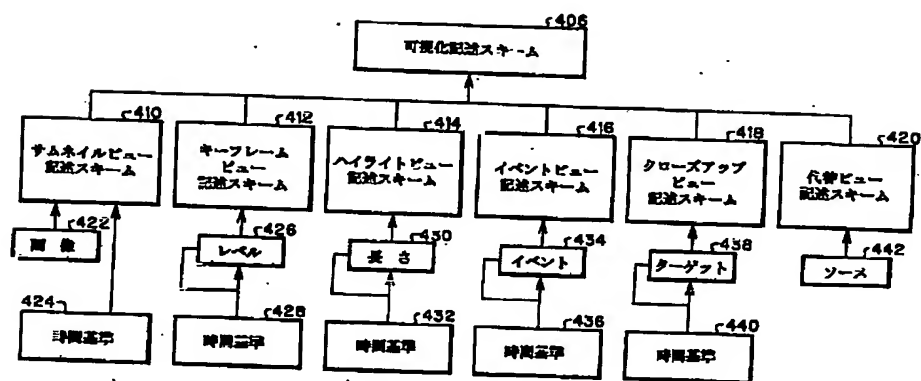 406
可視化記述スキーム
410
サムネイルビュー
記述スキーム
412
キーフレーム
ビュー
記述スキーム
414
ハイライトビュー
記述スキーム
416
イベントビュー
記述スキーム
418
クローズアップ
ビュー
記述スキーム
420
代替ビュー
記述スキーム
422
画像
426
レベル
430
長さ
434
イベント
438
ターゲット
442
ソース
424
時間基準
428
時間基準
432
時間基準
436
時間基準
440
時間基準